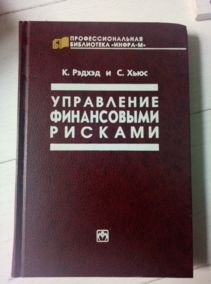 ПРОФЕССИОНАЛЬНАЯ
БИБЛИОТЕКА «ИНФРА-М»
К. Рэдхэд и С. Хьюс
УПРАВЛЕНИЕ
ФИНАНСОВЫМИ
РИСКАМИ